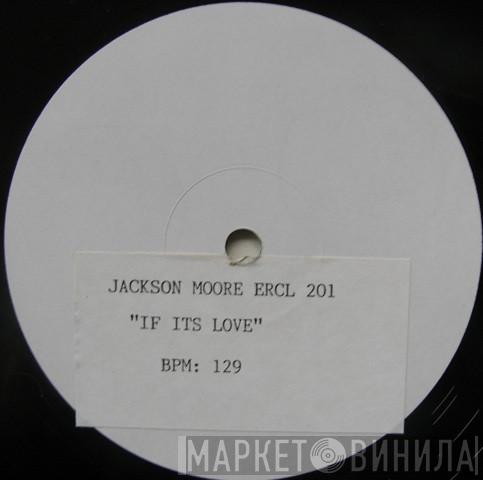 JACKSON MOORE ERCL 201
"IF ITS LOVE"
BPM: 129
МАРКЕТ ВИНИЛА